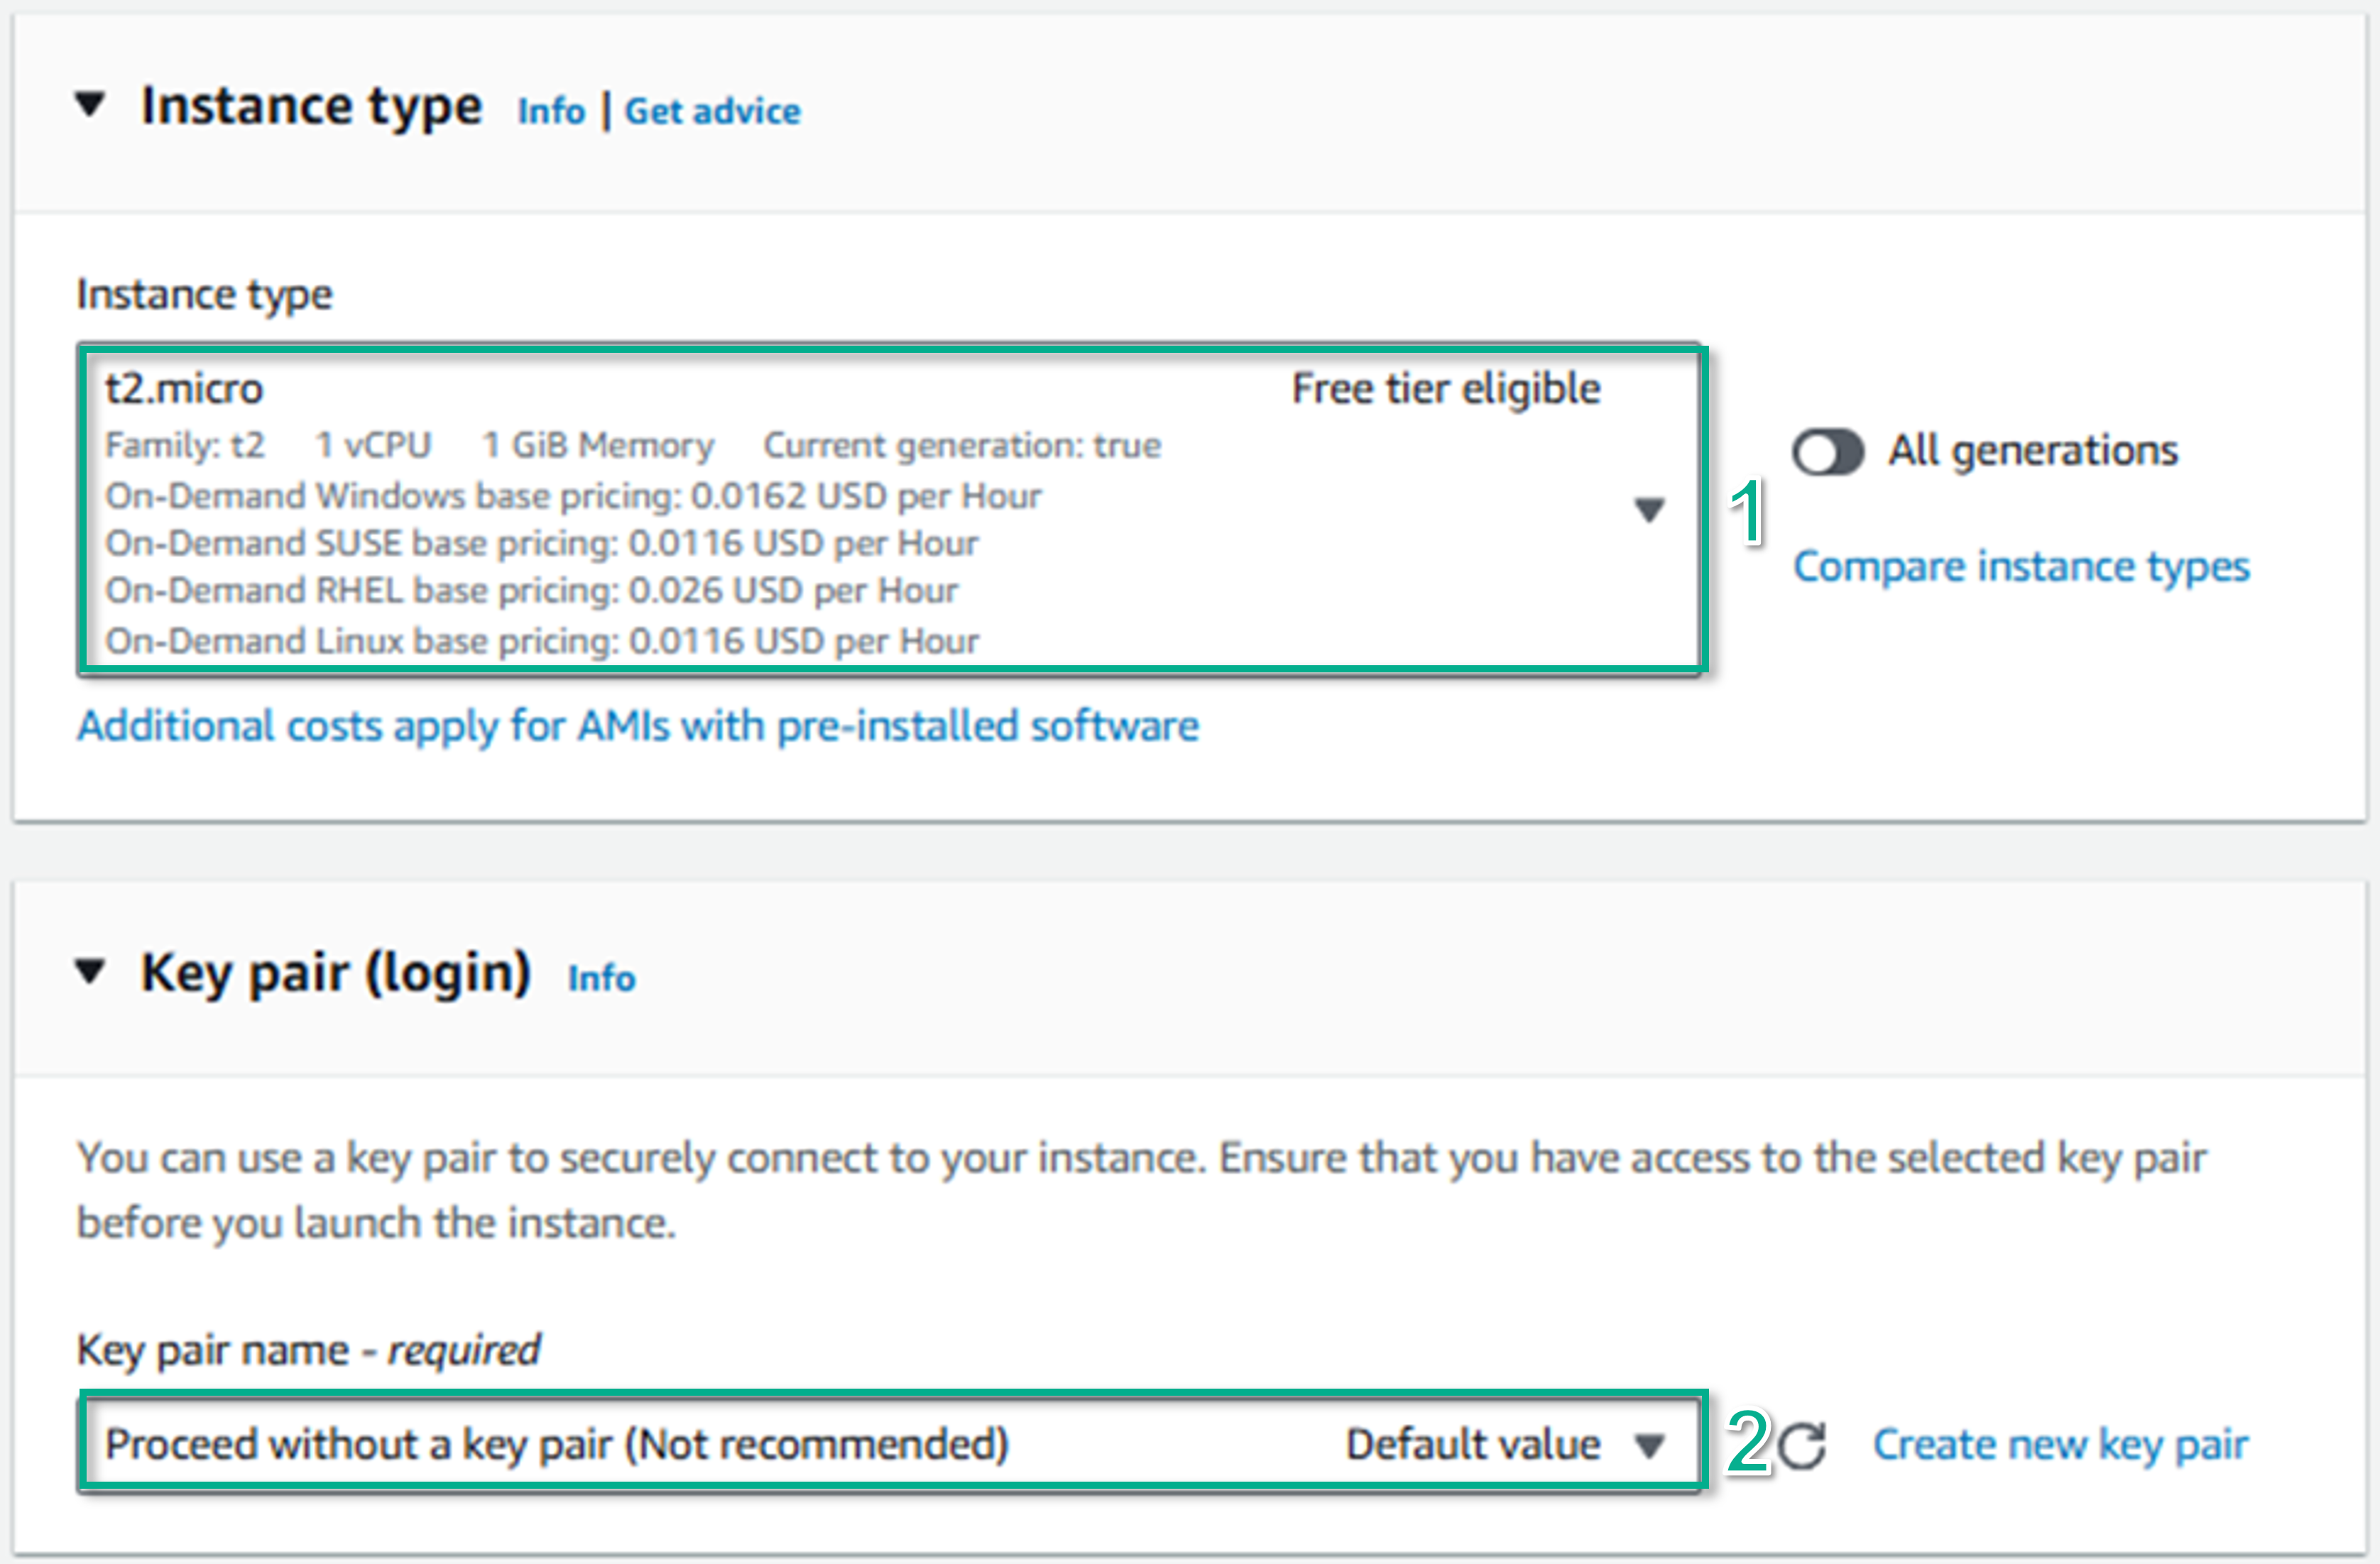 Instance type Info | Get advice
Instance type
t2.micro Free tier eligible
Family: t2 1 vCPU 1 GiB Memory Current generation: true
On-Demand Windows base pricing: 0.0162 USD per Hour
On-Demand SUSE base pricing: 0.0116 USD per Hour
On-Demand RHEL base pricing: 0.026 USD per Hour
On-Demand Linux base pricing: 0.0116 USD per Hour
1
All generations
Compare instance types
Additional costs apply for AMIs with pre-installed software
Key pair (login) Info
You can use a key pair to securely connect to your instance. Ensure that you have access to the selected key pair
before you launch the instance.
Key pair name - required
Proceed without a key pair (Not recommended) Default value 2 Create new key pair